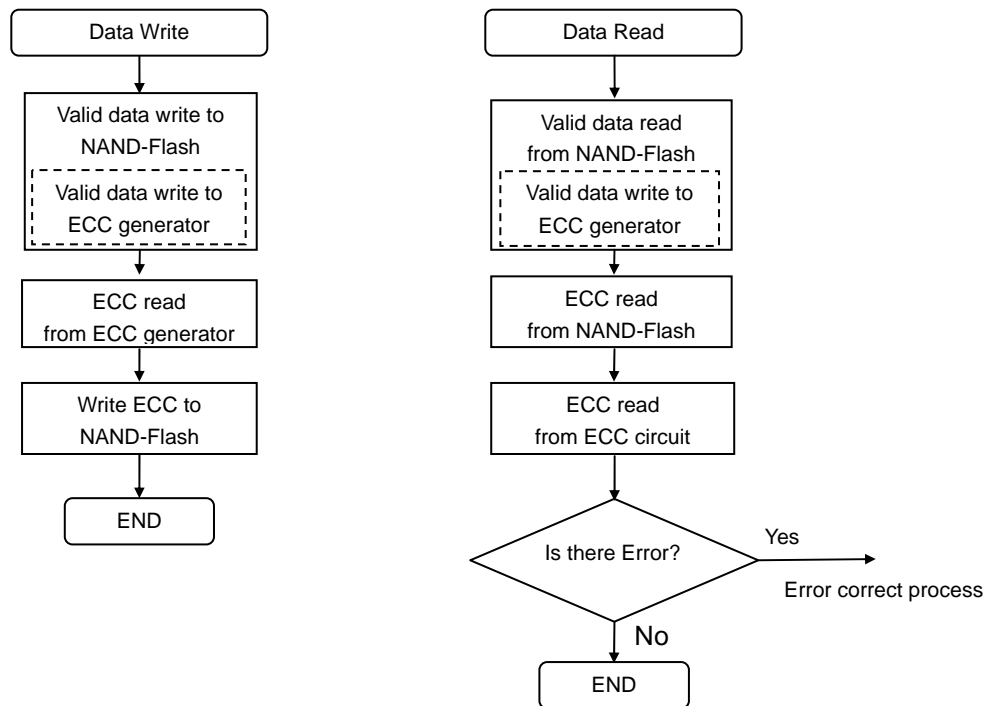 Data Write
Valid data write to
NAND-Flash
Valid data write to
ECC generator
ECC read
from ECC generator
Write ECC to
NAND-Flash
END
Data Read
Valid data read
from NAND-Flash
Valid data write to
ECC generator
ECC read
from NAND-Flash
ECC read
from ECC circuit
Is there Error?
Yes
Error correct process
No
END